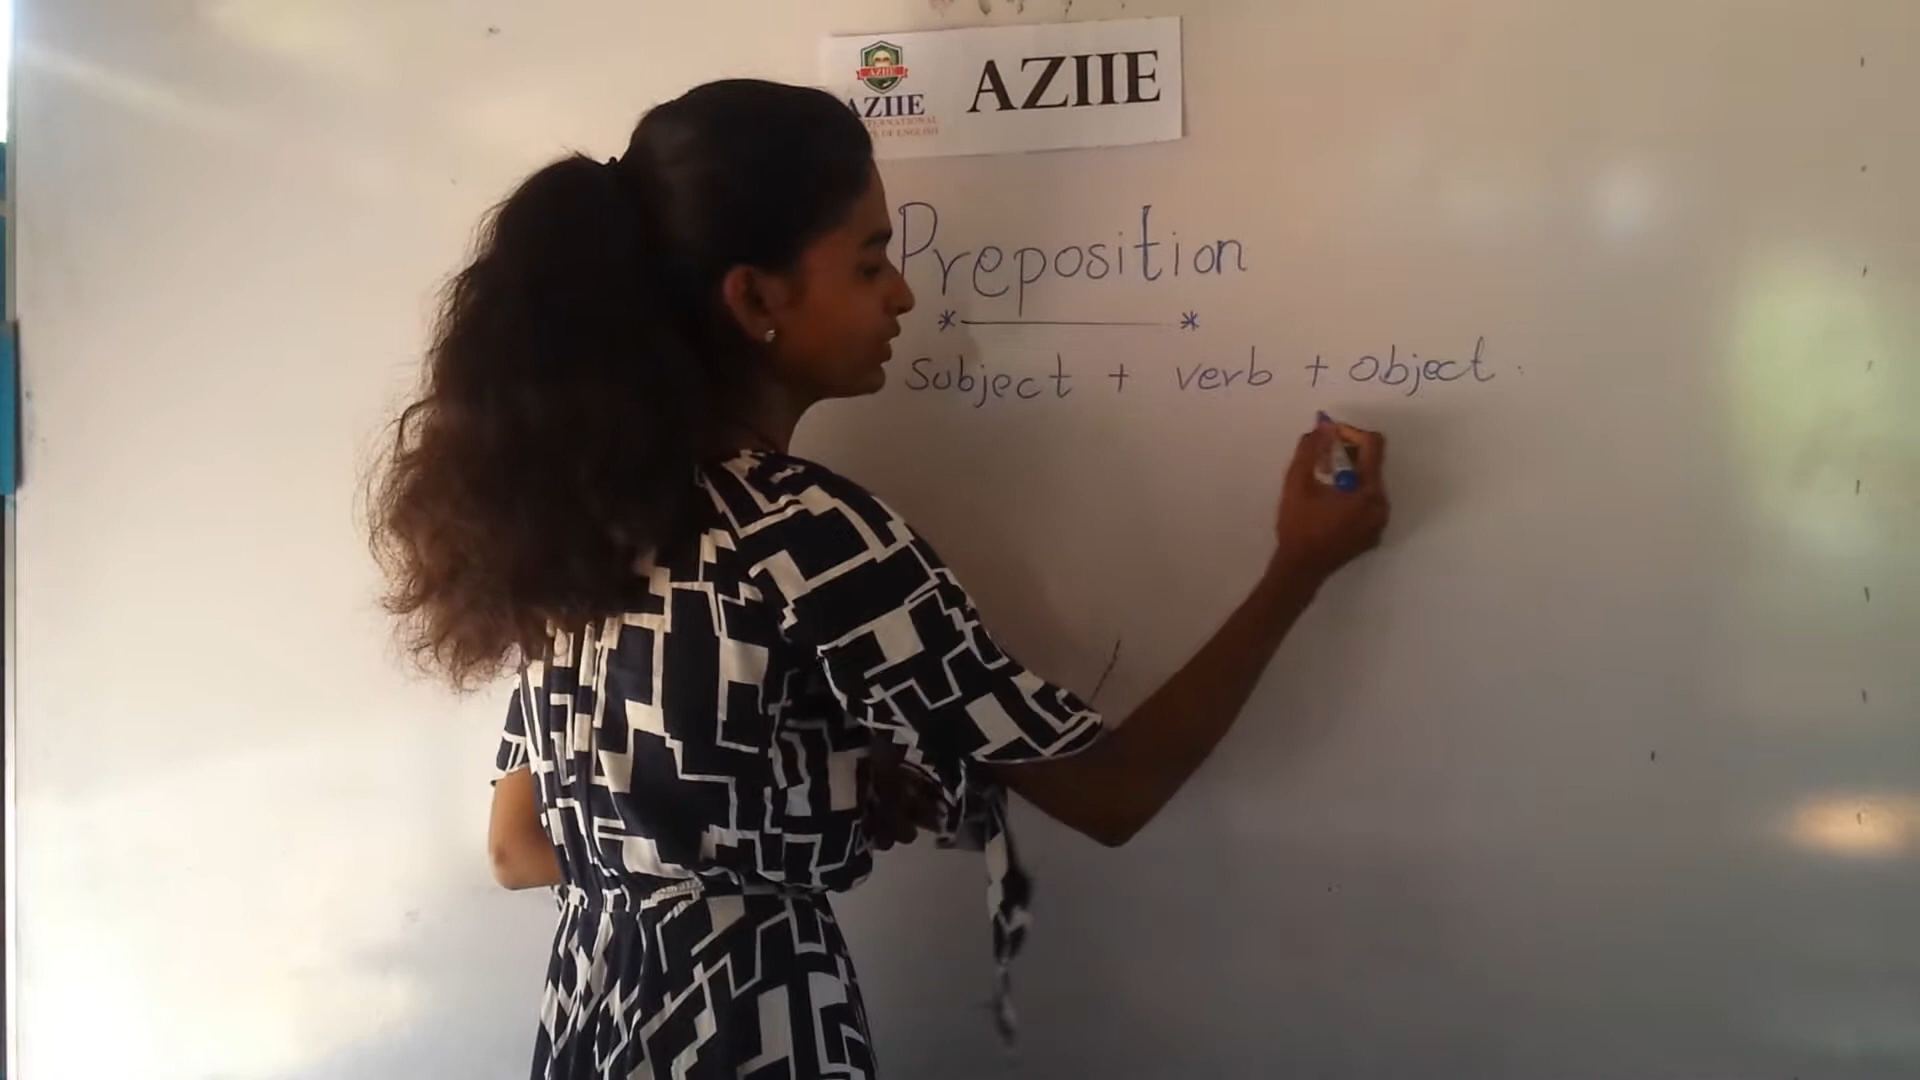 AZIIE
AZIIE
AZIIE
Preposition
* *
Subject + verb + object.